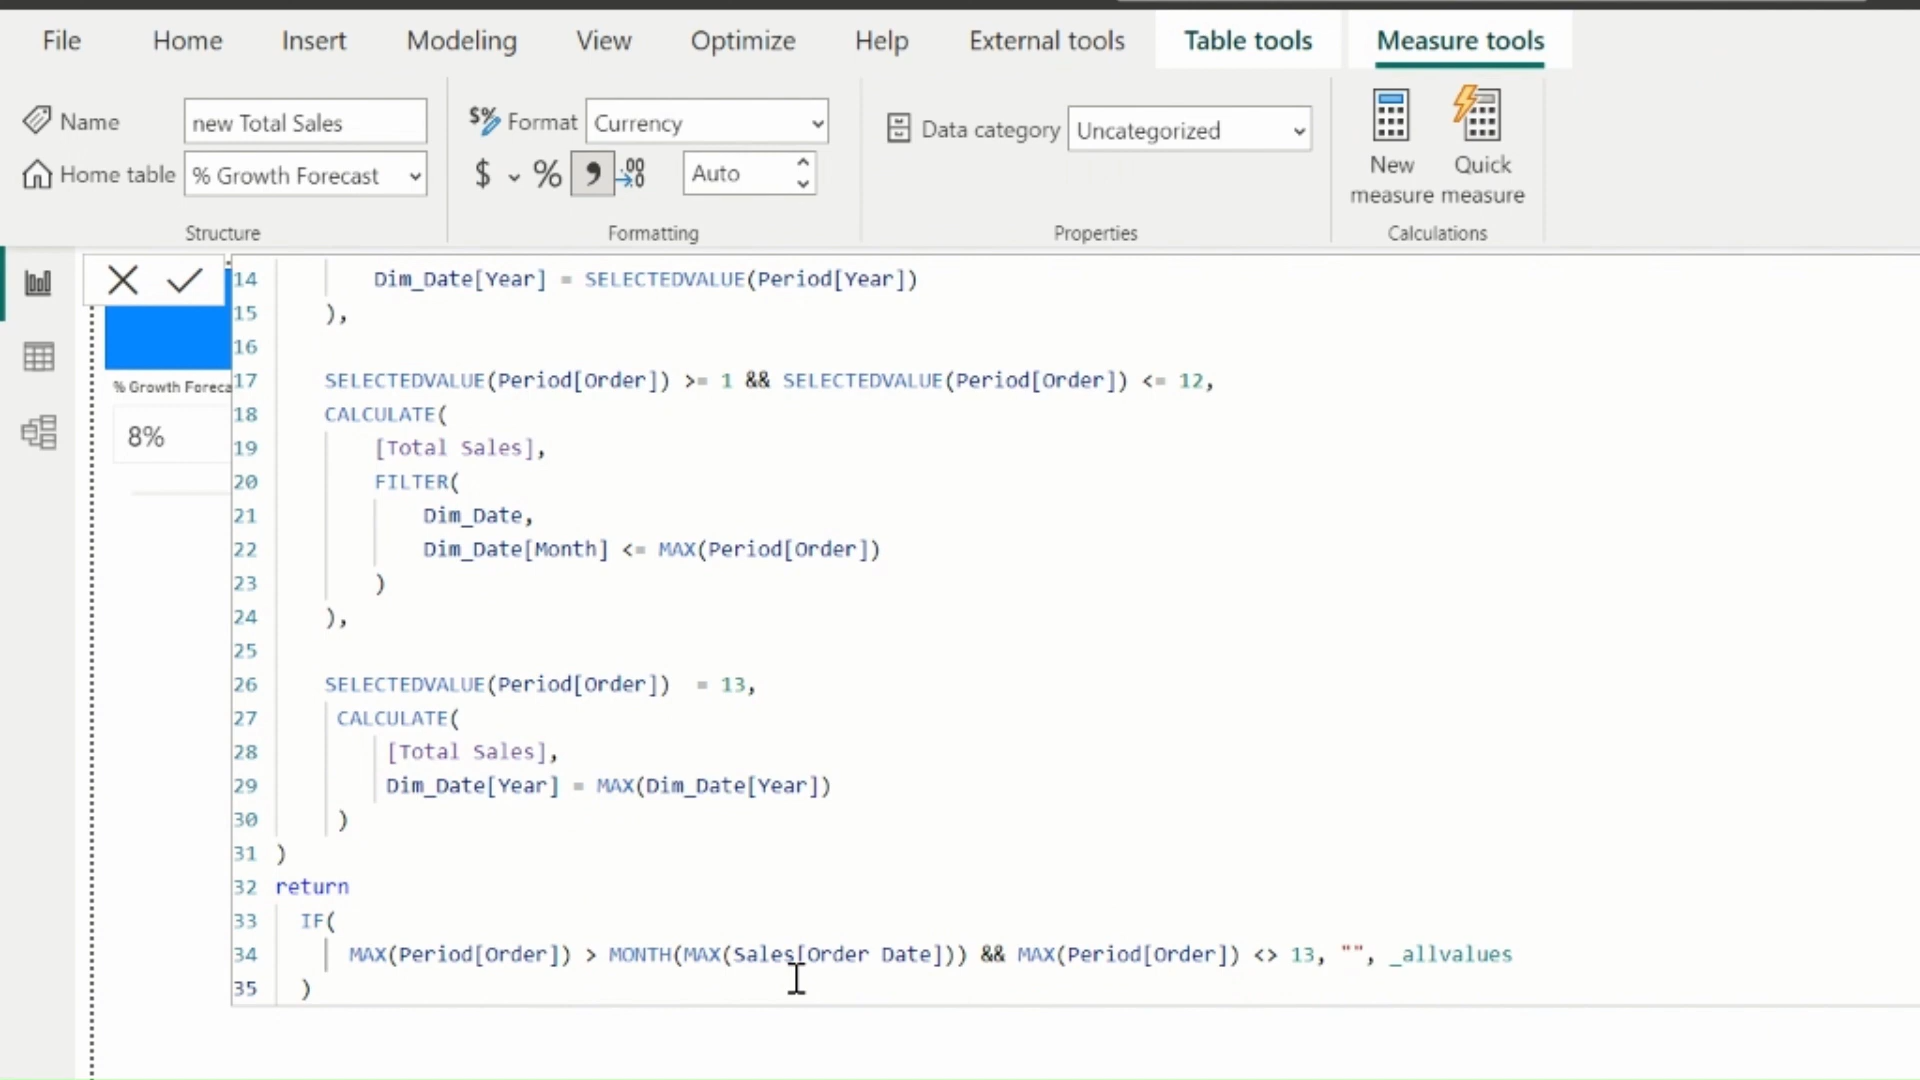 File Home Insert Modeling View Optimize Help External tools Table tools Measure tools
Name new Total Sales
Home table % Growth Forecast
Structure
$% Format Currency
$ % , .00 Auto
Formatting
Data category Uncategorized
Properties
New measure
Quick measure
Calculations
% Growth Foreca
8%
14 Dim_Date[Year] = SELECTEDVALUE(Period[Year])
15 ),
16
17 SELECTEDVALUE(Period[Order]) >= 1 && SELECTEDVALUE(Period[Order]) <= 12,
18 CALCULATE(
19 [Total Sales],
20 FILTER(
21 Dim_Date,
22 Dim_Date[Month] <= MAX(Period[Order])
23 )
24 ),
25
26 SELECTEDVALUE(Period[Order])  = 13,
27 CALCULATE(
28 [Total Sales],
29 Dim_Date[Year] = MAX(Dim_Date[Year])
30 )
31 )
32 return
33 IF(
34 MAX(Period[Order]) > MONTH(MAX(Sales[Order Date])) && MAX(Period[Order]) <> 13, "", _allvalues
35 )